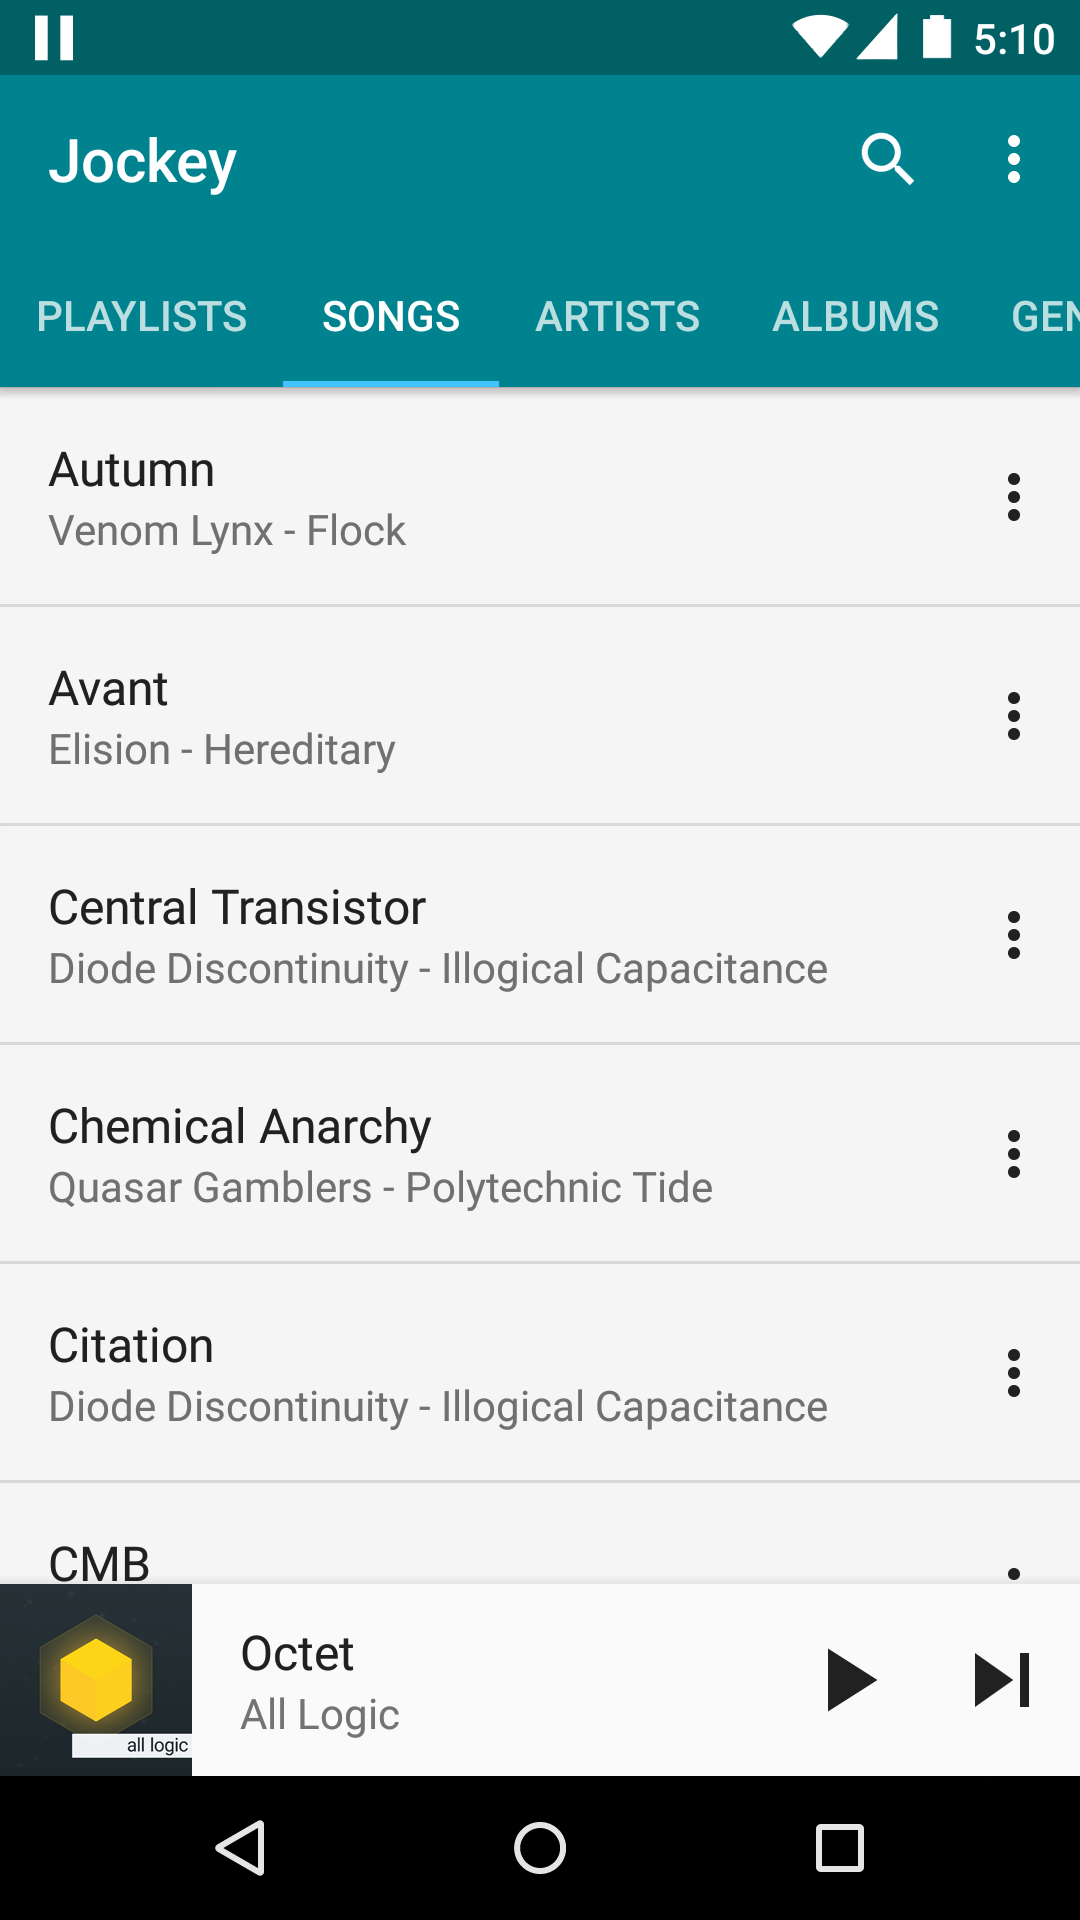 5:10
Jockey
PLAYLISTS SONGS ARTISTS ALBUMS GEN
Autumn
Venom Lynx - Flock
Avant
Elision - Hereditary
Central Transistor
Diode Discontinuity - Illogical Capacitance
Chemical Anarchy
Quasar Gamblers - Polytechnic Tide
Citation
Diode Discontinuity - Illogical Capacitance
CMB
Octet
All Logic
all logic